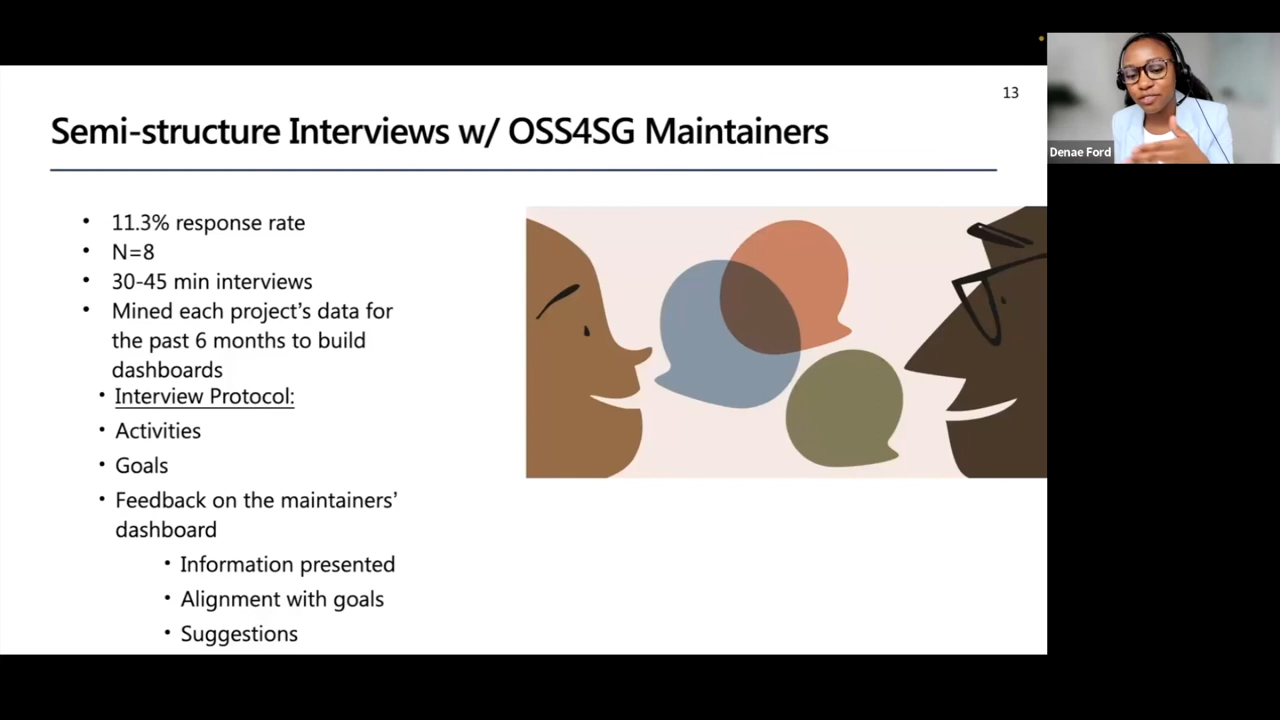 13
Semi-structure Interviews w/ OSS4SG Maintainers
• 11.3% response rate
• N=8
• 30-45 min interviews
• Mined each project’s data for
the past 6 months to build
dashboards
• Interview Protocol:
• Activities
• Goals
• Feedback on the maintainers’
dashboard
• Information presented
• Alignment with goals
• Suggestions
Denae Ford